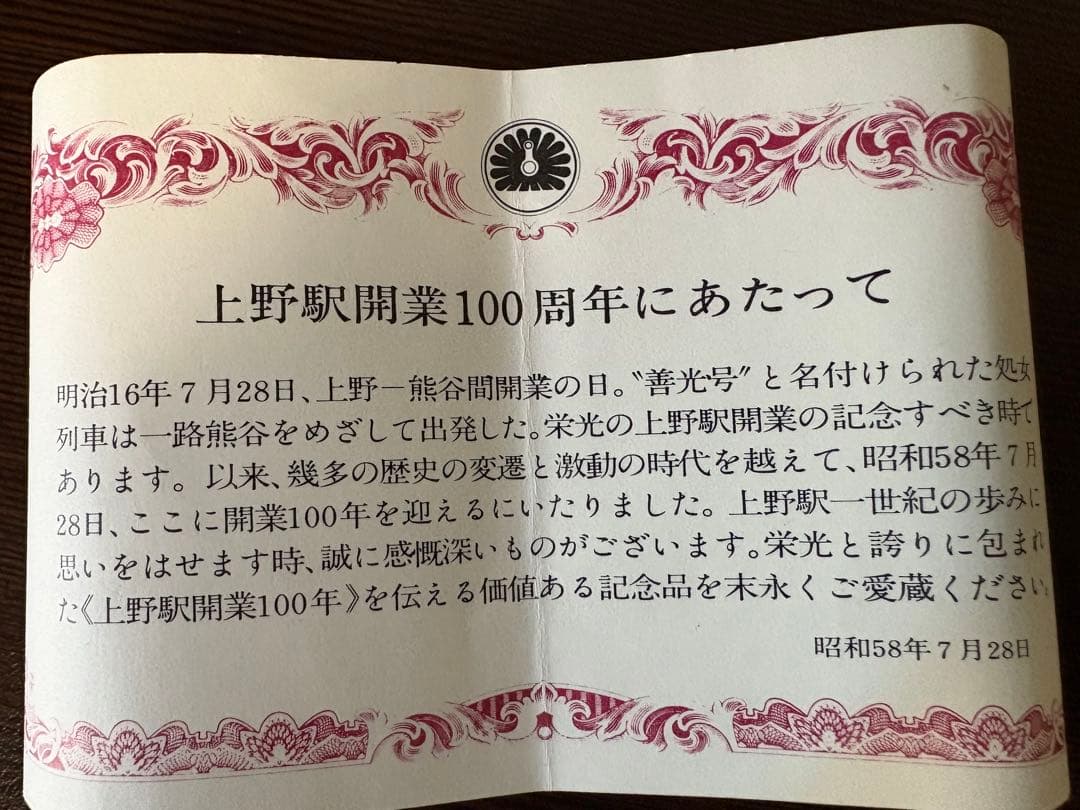 上野駅開業100周年にあたって
明治16年7月28日、上野－熊谷間開業の日。〝善光号〞と名付けられた処女
列車は一路熊谷をめざして出発した。栄光の上野駅開業の記念すべき時で
あります。以来、幾多の歴史の変遷と激動の時代を越えて、昭和58年7月
28日、ここに開業100年を迎えるにいたりました。上野駅一世紀の歩みに
思いをはせます時、誠に感慨深いものがございます。栄光と誇りに包まれ
た《上野駅開業100年》を伝える価値ある記念品を末永くご愛蔵ください。
昭和58年7月28日